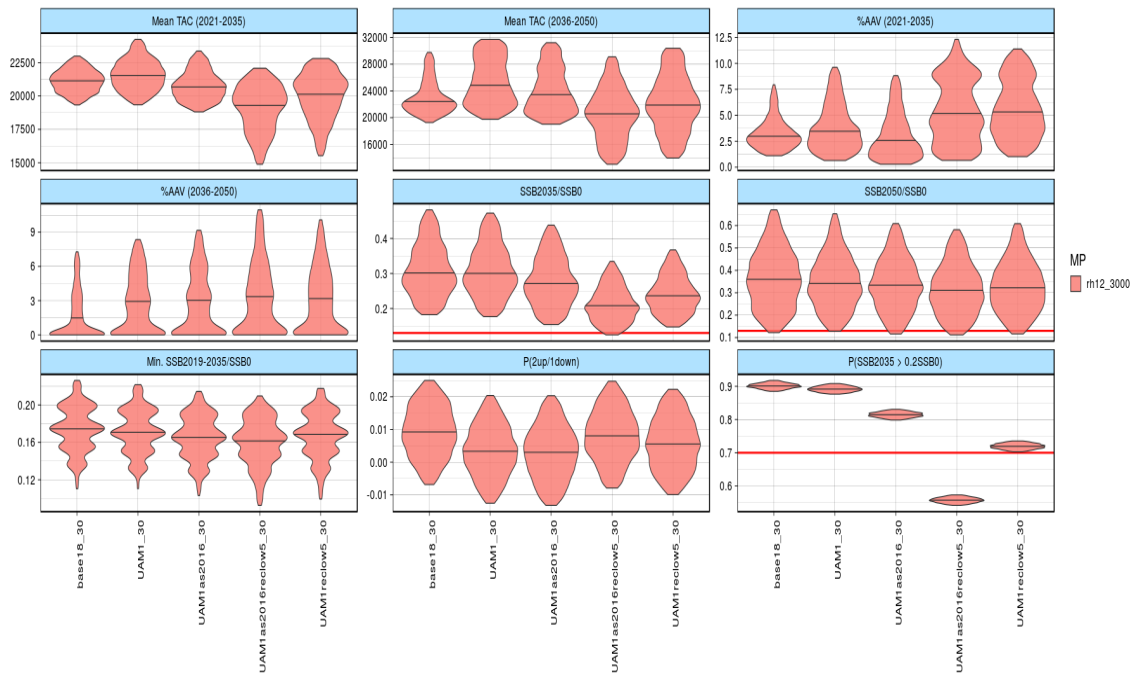 Mean TAC (2021-2035)
22500
20000
17500
15000
Mean TAC (2036-2050)
32000
28000
24000
20000
16000
%AAV (2021-2035)
12.5
10.0
7.5
5.0
2.5
0.0
%AAV (2036-2050)
9
6
3
0
SSB2035/SSB0
0.4
0.3
0.2
SSB2050/SSB0
0.6
0.5
0.4
0.3
0.2
0.1
MP
rh12_3000
Min. SSB2019-2035/SSB0
0.20
0.16
0.12
P(2up/1down)
0.02
0.01
0.00
-0.01
P(SSB2035 > 0.2SSB0)
0.9
0.8
0.7
0.6
base18_30
UAM1_30
UAM1as2016_30
UAM1as2016reclow5_30
UAM1reclow5_30
base18_30
UAM1_30
UAM1as2016_30
UAM1as2016reclow5_30
UAM1reclow5_30
base18_30
UAM1_30
UAM1as2016_30
UAM1as2016reclow5_30
UAM1reclow5_30